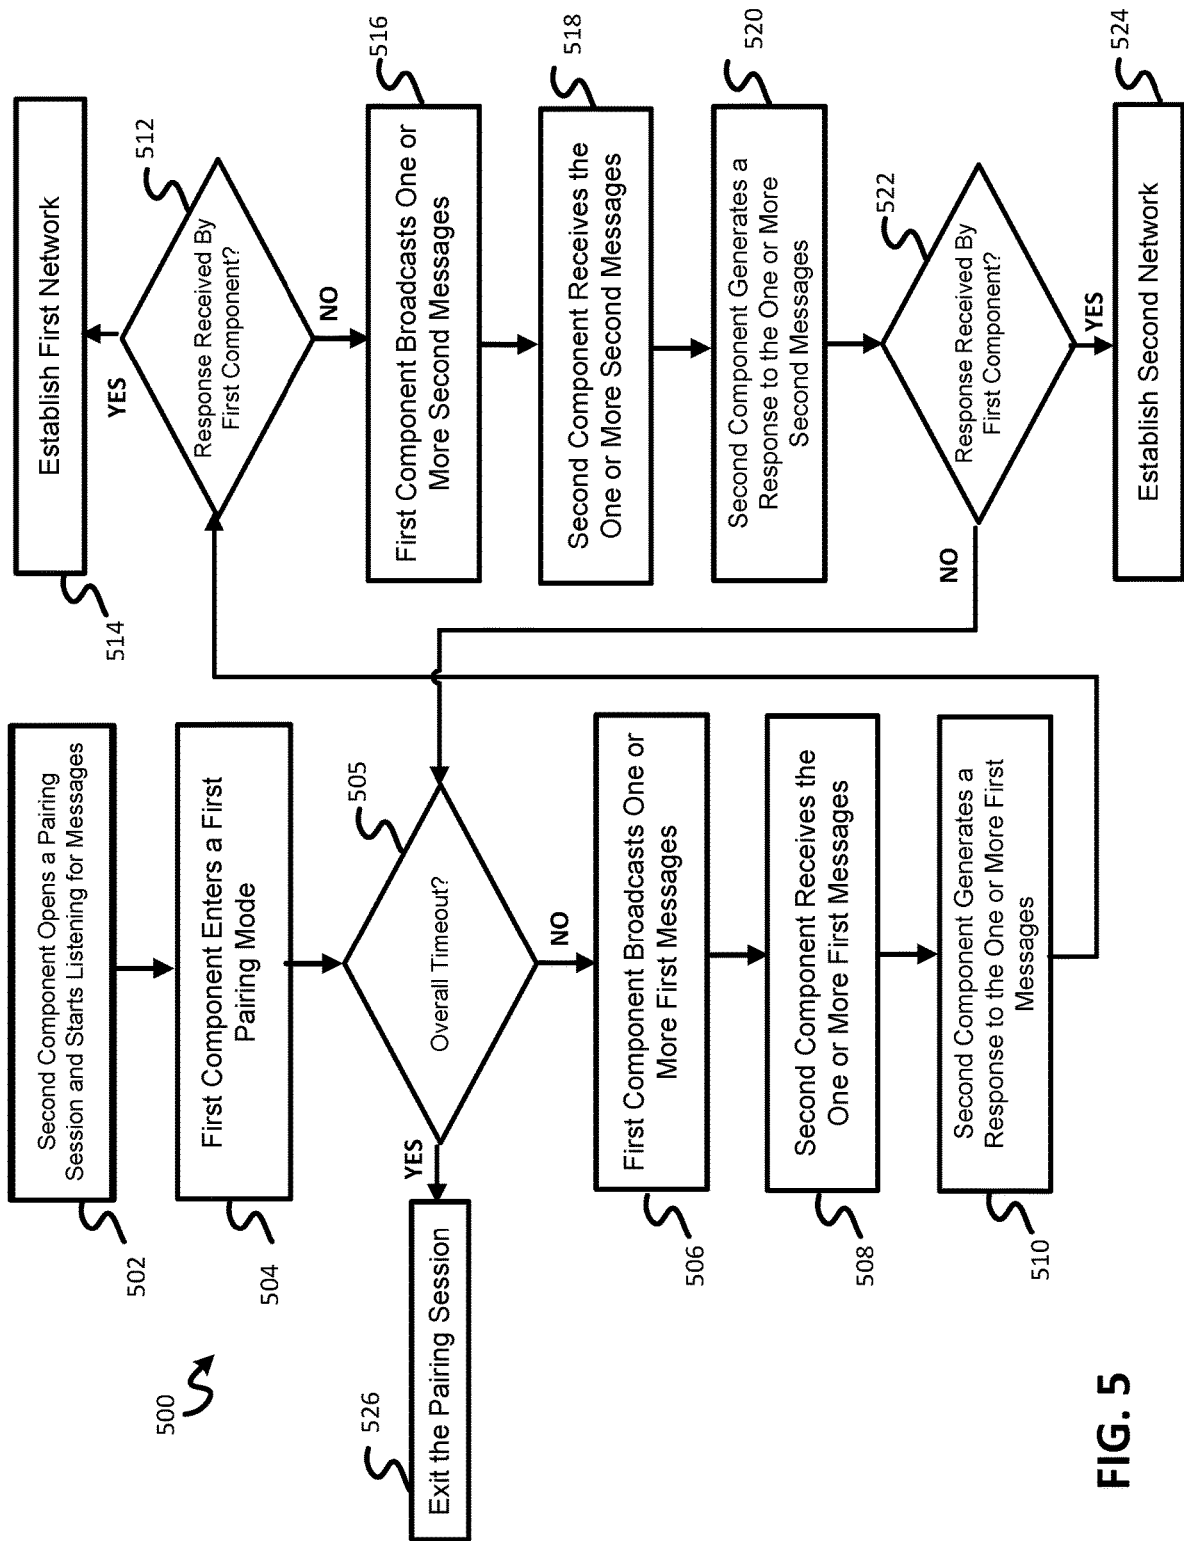 500
502
Second Component Opens a Pairing
Session and Starts Listening for Messages
504
First Component Enters a First
Pairing Mode
505
Overall Timeout?
YES
526
Exit the Pairing Session
NO
506
First Component Broadcasts One or
More First Messages
508
Second Component Receives the
One or More First Messages
510
Second Component Generates a
Response to the One or More First
Messages
514
Establish First Network
YES
512
Response Received By
First Component?
NO
516
First Component Broadcasts One or
More Second Messages
518
Second Component Receives the
One or More Second Messages
520
Second Component Generates a
Response to the One or More
Second Messages
522
Response Received By
First Component?
NO
YES
524
Establish Second Network
FIG. 5